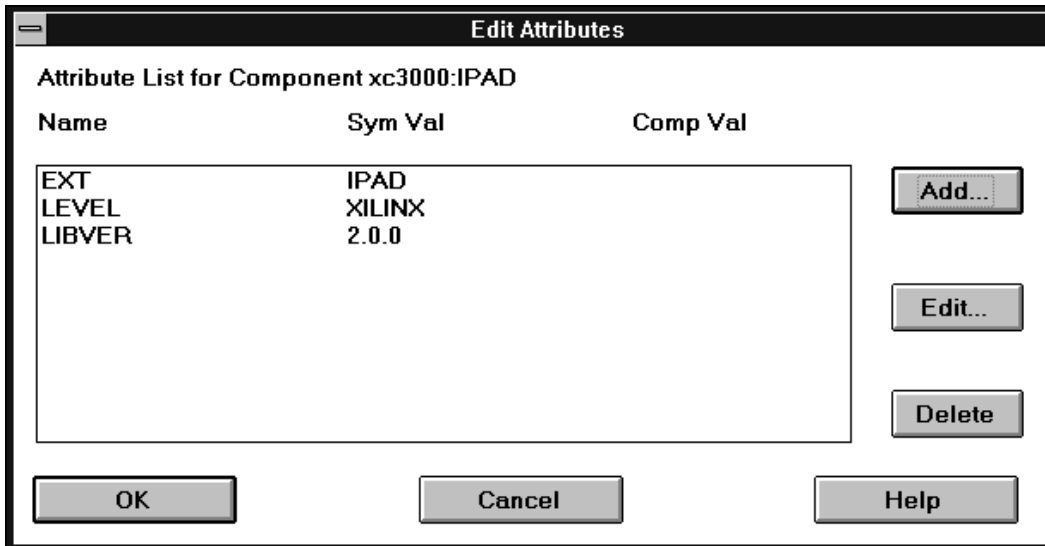 Edit Attributes
Attribute List for Component xc3000:IPAD
Name Sym Val Comp Val
EXT IPAD
LEVEL XILINX
LIBVER 2.0.0
Add...
Edit...
Delete
OK Cancel Help